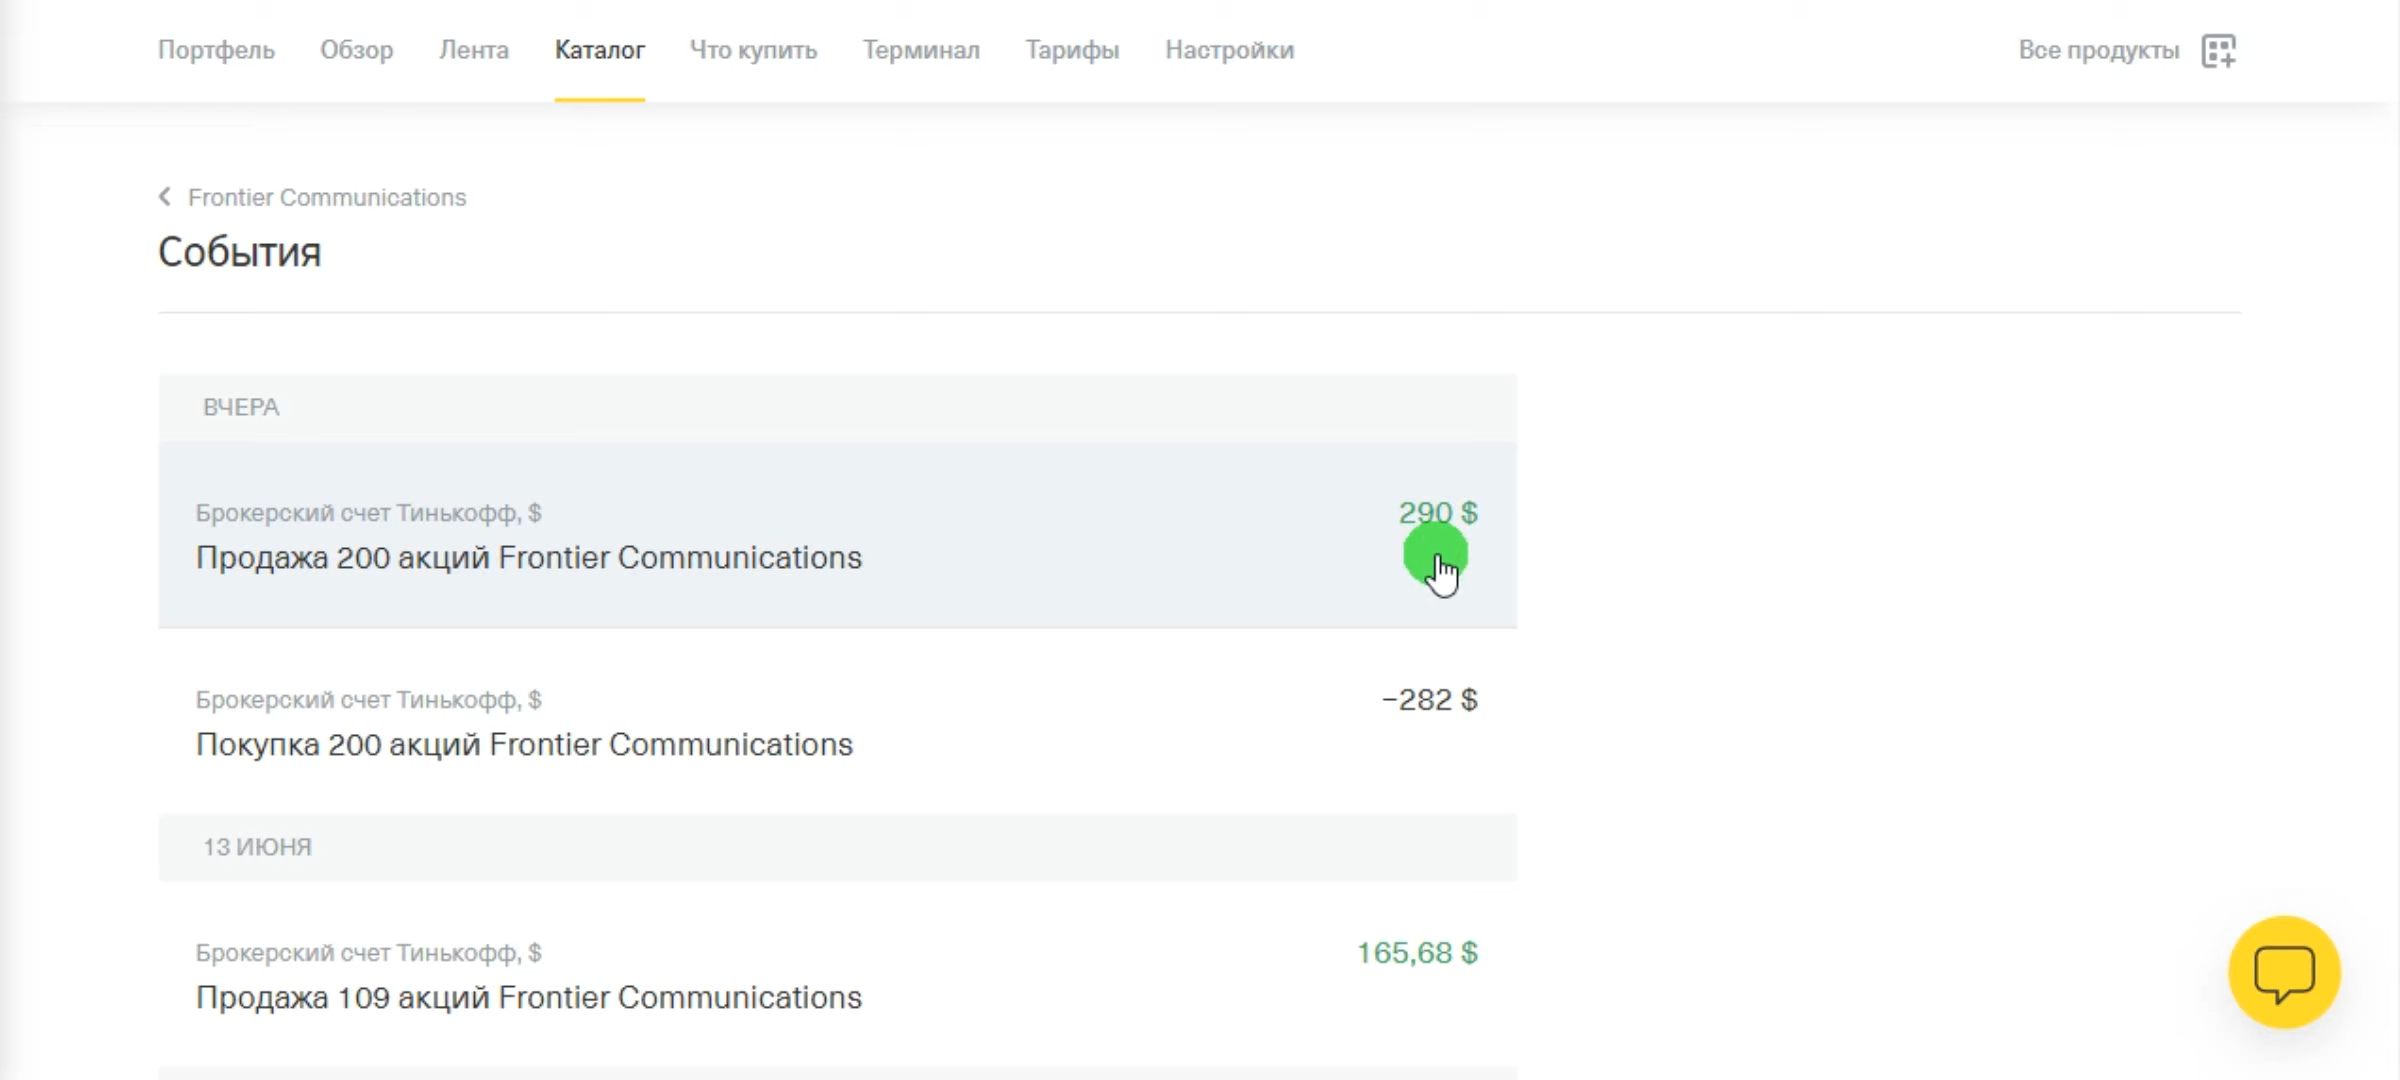 Портфель Обзор Лента Каталог Что купить Терминал Тарифы Настройки Все продукты
Frontier Communications
События
ВЧЕРА
Брокерский счет Тинькофф, $ 290 $
Продажа 200 акций Frontier Communications
Брокерский счет Тинькофф, $ −282 $
Покупка 200 акций Frontier Communications
13 ИЮНЯ
Брокерский счет Тинькофф, $ 165,68 $
Продажа 109 акций Frontier Communications